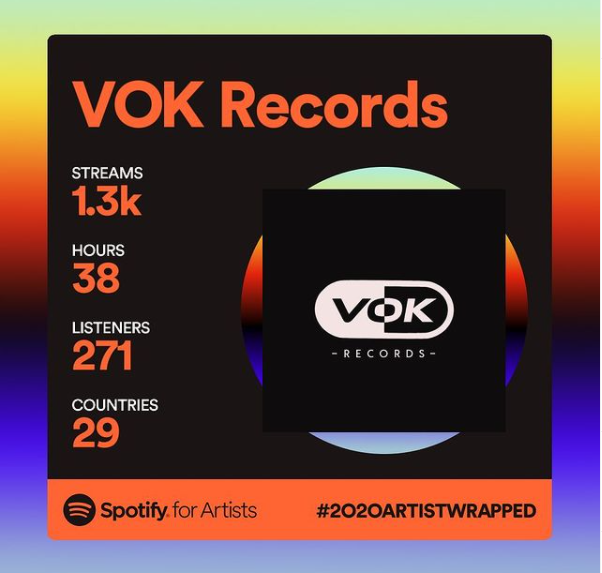 VOK Records
STREAMS
1.3k
HOURS
38
LISTENERS
271
COUNTRIES
29
VOK
-RECORDS-
Spotify for Artists
#2020ARTISTWRAPPED